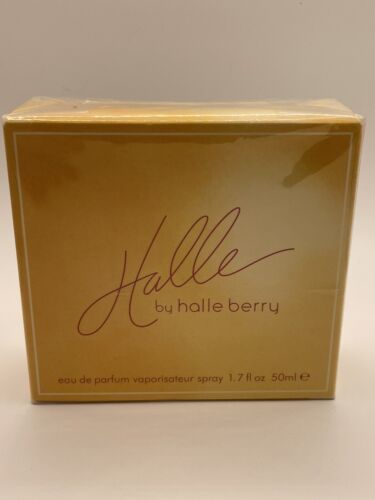 Halle
by halle berry
eau de parfum vaporisateur spray 1.7 fl oz 50ml ℮